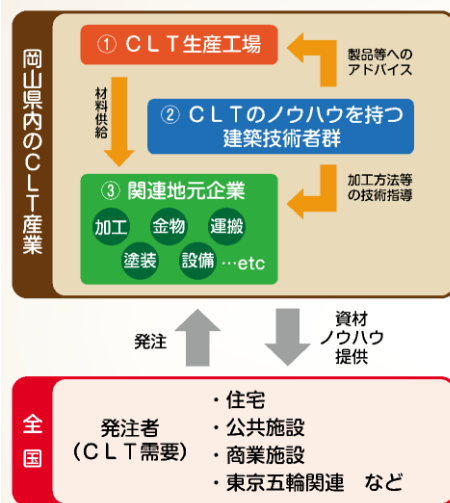 岡山県内のCLT産業
① CLT生産工場
製品等への
アドバイス
材料供給
② CLTのノウハウを持つ
建築技術者群
③ 関連地元企業
加工方法等
の技術指導
加工 金物 運搬
塗装 設備 …etc
発注
資材
ノウハウ
提供
全国
発注者
(CLT需要)
・住宅
・公共施設
・商業施設
・東京五輪関連 など